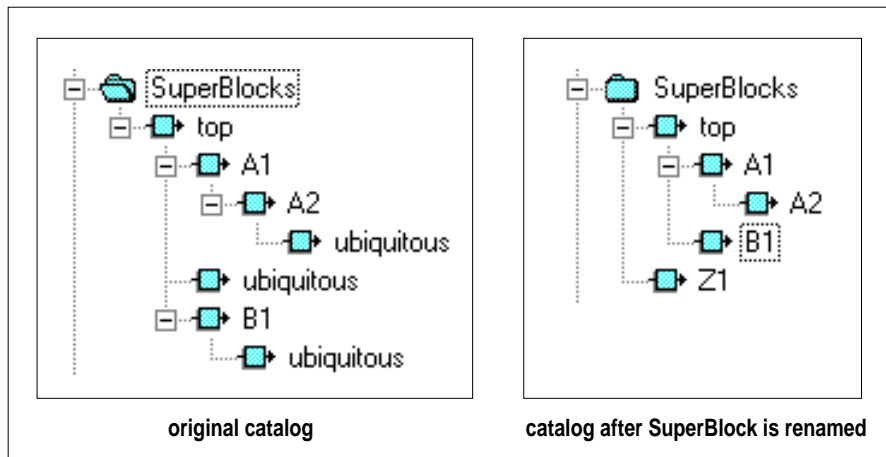 SuperBlocks
top
A1
A2
ubiquitous
ubiquitous
B1
ubiquitous
original catalog
SuperBlocks
top
A1
A2
B1
Z1
catalog after SuperBlock is renamed